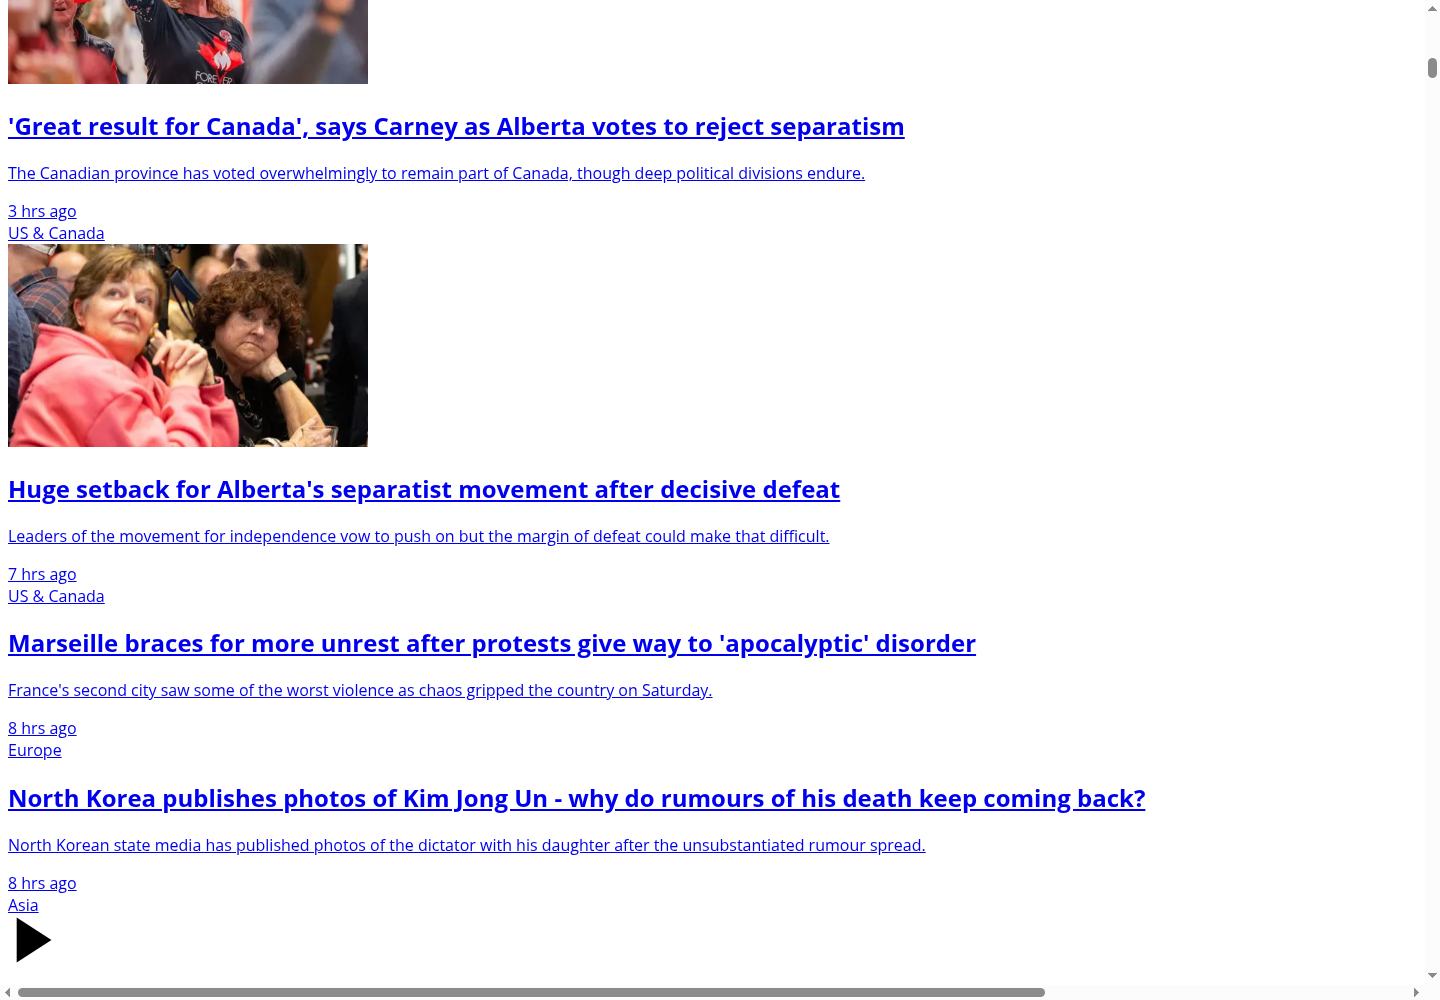 FOREVER
'Great result for Canada', says Carney as Alberta votes to reject separatism
The Canadian province has voted overwhelmingly to remain part of Canada, though deep political divisions endure.
3 hrs ago
US & Canada
Huge setback for Alberta's separatist movement after decisive defeat
Leaders of the movement for independence vow to push on but the margin of defeat could make that difficult.
7 hrs ago
US & Canada
Marseille braces for more unrest after protests give way to 'apocalyptic' disorder
France's second city saw some of the worst violence as chaos gripped the country on Saturday.
8 hrs ago
Europe
North Korea publishes photos of Kim Jong Un - why do rumours of his death keep coming back?
North Korean state media has published photos of the dictator with his daughter after the unsubstantiated rumour spread.
8 hrs ago
Asia